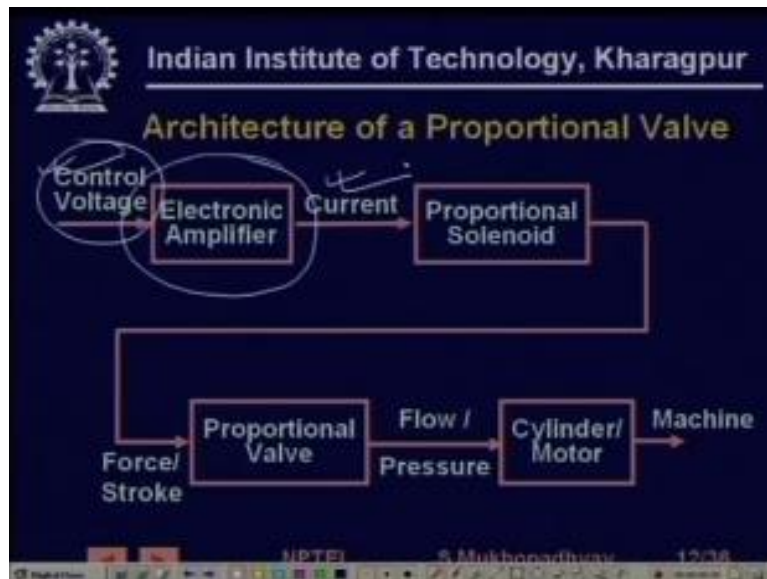 Indian Institute of Technology, Kharagpur
Architecture of a Proportional Valve
Control
Voltage
Electronic
Amplifier
Current
Proportional
Solenoid
Force/
Stroke
Proportional
Valve
Flow /
Pressure
Cylinder/
Motor
Machine
NPTEL S.Mukhopadhyay 12/36